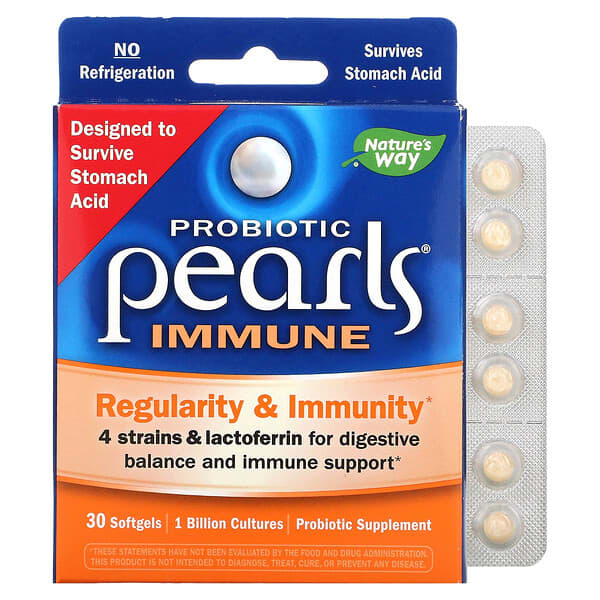 NO
Refrigeration
Survives
Stomach Acid
Designed to
Survive
Stomach
Acid
Nature's
Way
PROBIOTIC
pearls®
IMMUNE
Regularity & Immunity*
4 strains & lactoferrin for digestive
balance and immune support*
30 Softgels | 1 Billion Cultures | Probiotic Supplement
*THESE STATEMENTS HAVE NOT BEEN EVALUATED BY THE FOOD AND DRUG ADMINISTRATION.
THIS PRODUCT IS NOT INTENDED TO DIAGNOSE, TREAT, CURE, OR PREVENT ANY DISEASE.